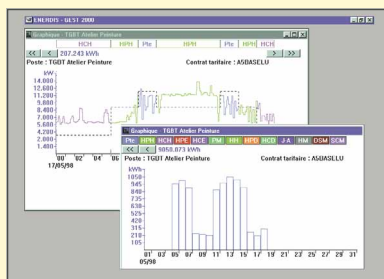 ENERDIS - GEST 2000
Graphique - TGBT Atelier Peinture
HCH HPH Pte HPH Pte HPH HCH
<< < 287.243 kWh > >>
Poste : TGBT Atelier Peinture Contrat tarifaire : A5BASELU
kW
14.000
12.600
11.200
9.800
8.400
7.000
5.600
4.200
2.800
1.400
00' 02' 04' 06
17/05/98
Graphique - TGBT Atelier Peinture
Pte HPH HCH HPE HCE PM HH HPD HCD JA HM DSM SCM
<< < 9858.873 kWh > >>
Poste : TGBT Atelier Peinture Contrat tarifaire : A5BASELU
kWh
1050
945
840
735
630
525
420
315
210
105
01' 03' 05' 07' 09' 11' 13' 15' 17' 19' 21' 23' 25' 27' 29' 31'
05/98